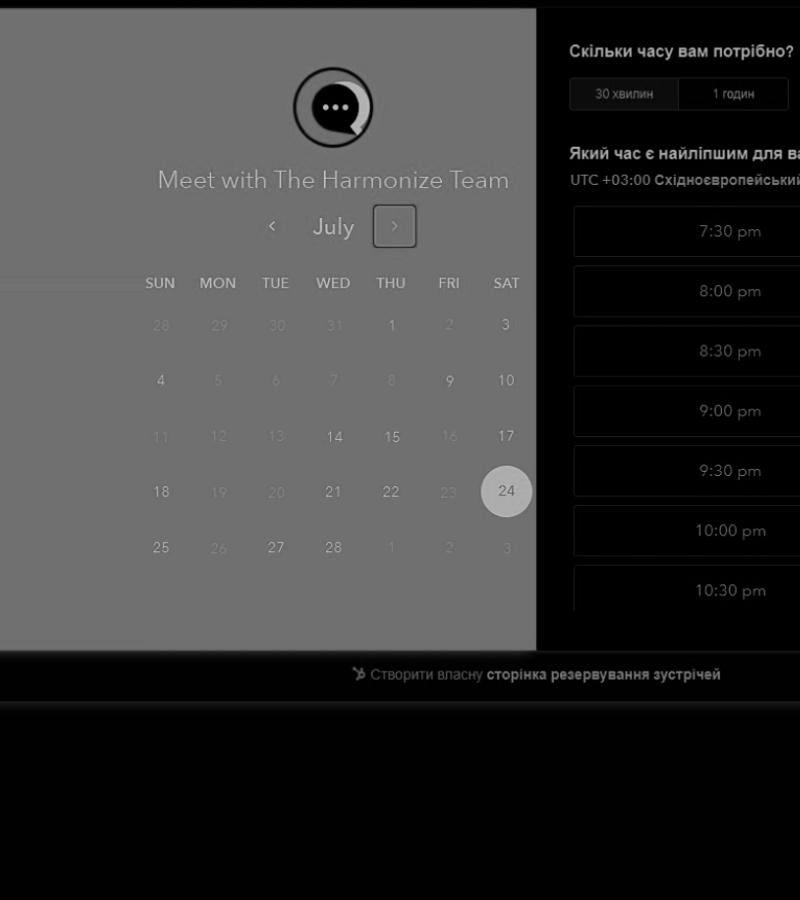 Meet with The Harmonize Team
July
SUN MON TUE WED THU FRI SAT
28 29 30 31 1 2 3
4 5 6 7 8 9 10
11 12 13 14 15 16 17
18 19 20 21 22 23 24
25 26 27 28 1 2 3
Скільки часу вам потрібно?
30 хвилин 1 годин
Який час є найліпшим для ва
UTC +03:00 Східноєвропейський
7:30 pm
8:00 pm
8:30 pm
9:00 pm
9:30 pm
10:00 pm
10:30 pm
Створити власну сторінка резервування зустрічей